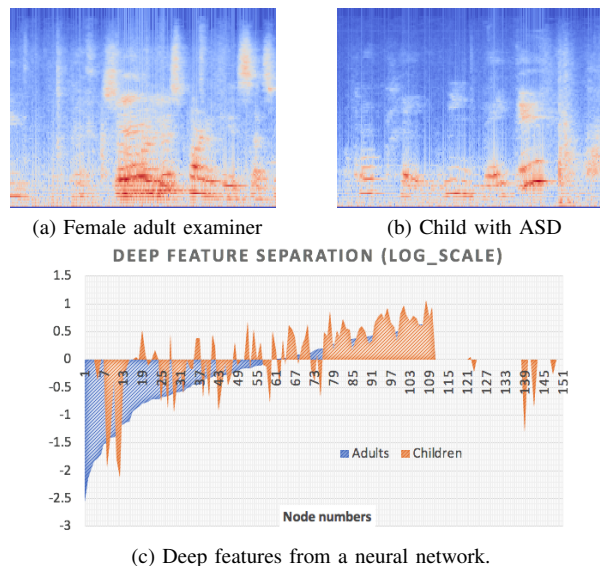 (a) Female adult examiner
(b) Child with ASD
DEEP FEATURE SEPARATION (LOG_SCALE)
1.5
1
0.5
0
-0.5
-1
-1.5
-2
-2.5
-3
1 7 13 19 25 31 37 43 49 55 61 67 73 79 85 91 97 103 109 115 121 127 133 139 145 151
Adults Children
Node numbers
(c) Deep features from a neural network.